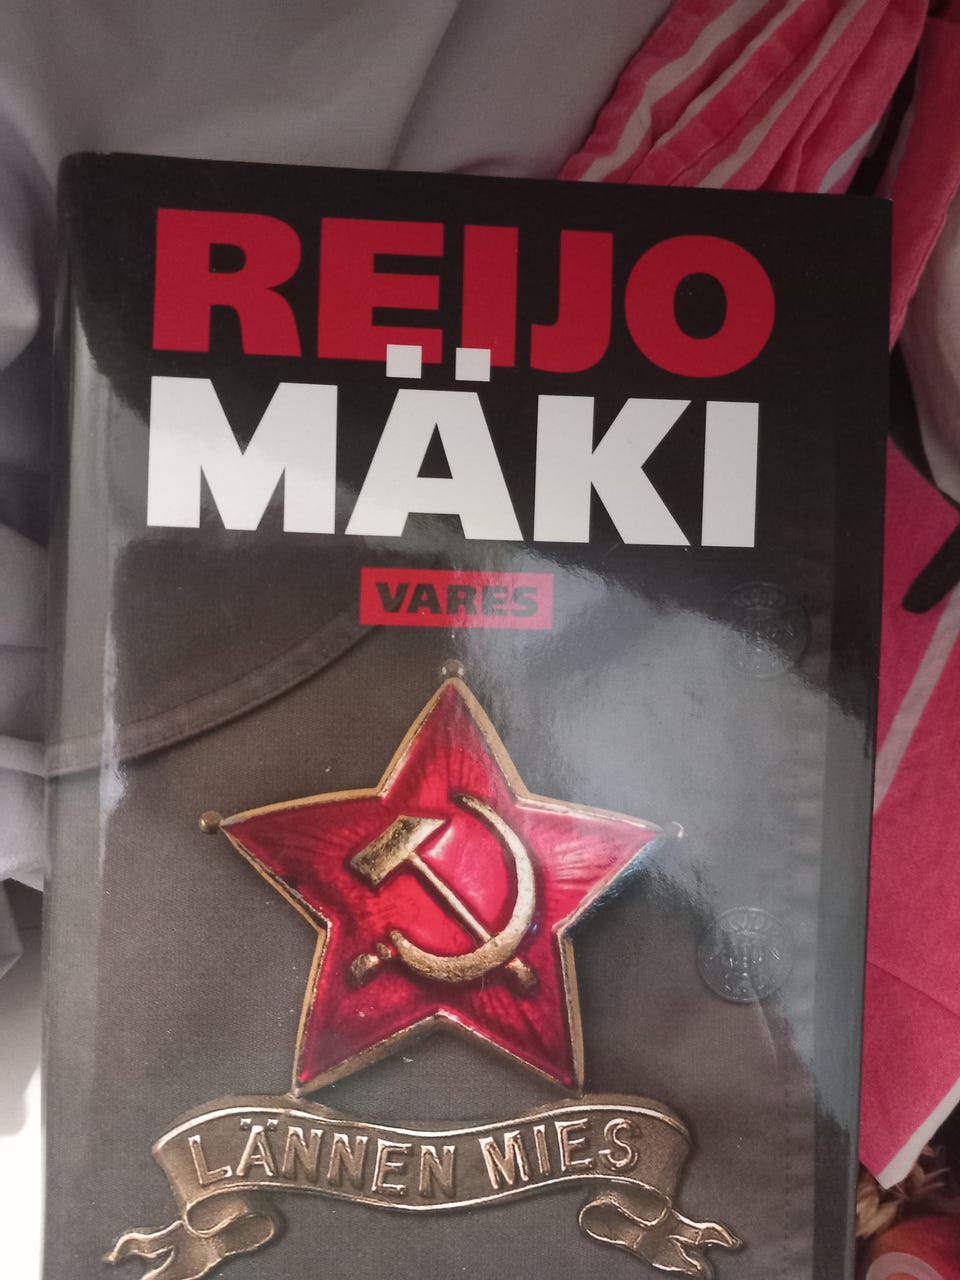 REIJO
MÄKI
VARES
LÄNNEN MIES